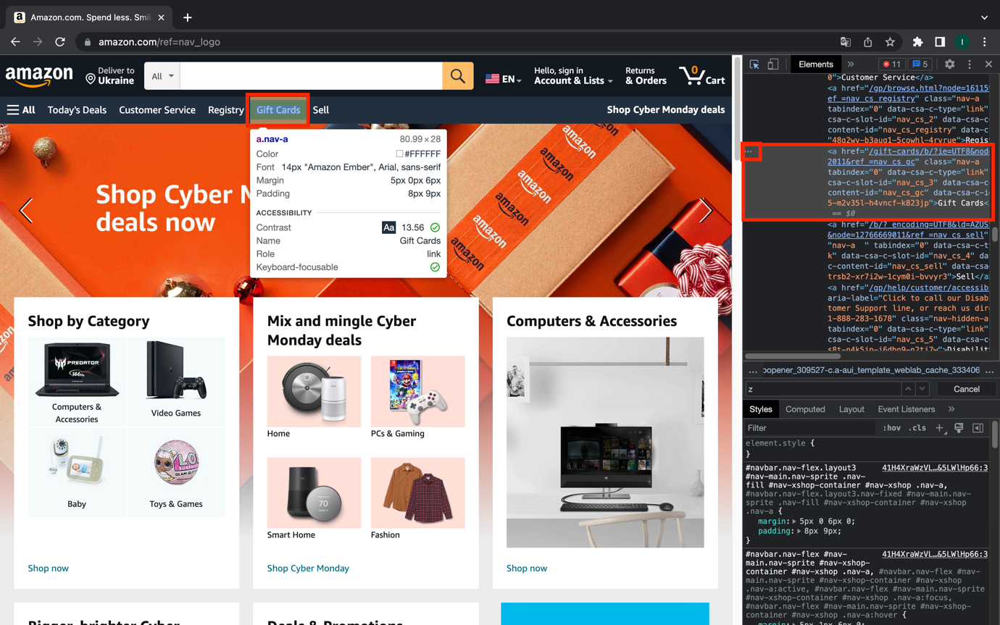 Amazon.com. Spend less. Smil
amazon.com/ref=nav_logo
I
amazon
Deliver to
Ukraine
All
EN
Hello, sign in
Account & Lists
Returns
& Orders
0
Cart
All
Today's Deals
Customer Service
Registry
Gift Cards
Sell
Shop Cyber Monday deals
Shop Cyber M
deals now
a.nav-a
80.99 × 28
Color
#FFFFFF
Font
14px "Amazon Ember", Arial, sans-serif
Margin
5px 0px 6px
Padding
8px 9px
ACCESSIBILITY
Contrast
Aa
13.56
Name
Gift Cards
Role
link
Keyboard-focusable
amazon
amazon
amazon
amazon
amazon
amazon
Shop by Category
PREDATOR
144Hz
Computers &
Accessories
Video Games
Baby
L.O.L.
SURPRISE
Toys & Games
Shop now
Mix and mingle Cyber
Monday deals
Home
PCs & Gaming
70
Smart Home
Fashion
Shop Cyber Monday
Computers & Accessories
Shop now
Bigger, brighter Cyber
Deals & Promotions
Elements
11
5
0">Customer Service</a>
<a href="/gp/browse.html?node=16115
ef_=nav_cs_registry" class="nav-a
tabindex="0" data-csa-c-type="link"
csa-c-slot-id="nav_cs_2" data-csa-c
content-id="nav_cs_registry" data-c
<a href="/gift-cards/b/?ie=UTF8&nod
2011&ref_=nav_cs_gc" class="nav-a
tabindex="0" data-csa-c-type="link"
csa-c-slot-id="nav_cs_3" data-csa-c
content-id="nav_cs_gc" data-csa-c-i
5-m2v35l-h4vncf-k823jp">Gift Cards<
== $0
<a href="/b/?_encoding=UTF8&ld=AZUS
&node=12766669011&ref_=nav_cs_sell"
"nav-a  " tabindex="0" data-csa-c-t
k" data-csa-c-slot-id="nav_cs_4" da
c-content-id="nav_cs_sell" data-csa
trsb2-xr7i2w-1cym0i-bvvyr3">Sell</a
<a href="/gp/help/customer/accessib
aria-label="Click to call our Disab
tomer Support line, or reach us dir
1-888-283-1678" class="nav-hidden-a
tabindex="0" data-csa-c-type="link"
csa-c-slot-id="nav_cs_5" data-csa-c
opener_309527-c.a-aui_template_weblab_cache_333406
z
Cancel
Styles
Computed
Layout
Event Listeners
Filter
:hov
.cls
element.style {
}
#navbar.nav-flex.layout3
41H4XraWzVL…&5LWlHp66:3
#nav-main.nav-sprite .nav-
fill #nav-xshop-container #nav-xshop .nav-a,
#navbar.nav-flex.layout3.nav-fixed #nav-main.nav-
sprite .nav-fill #nav-xshop-container #nav-xshop
.nav-a {
margin: 5px 0 6px 0;
padding: 8px 9px;
}
#navbar.nav-flex #nav-
41H4XraWzVL…&5LWlHp66:3
main.nav-sprite #nav-xshop-
container #nav-xshop .nav-a, #navbar.nav-flex #nav-
main.nav-sprite #nav-xshop-container #nav-xshop
.nav-a:active, #navbar.nav-flex #nav-main.nav-sprite
#nav-xshop-container #nav-xshop .nav-a:focus,
#navbar.nav-flex #nav-main.nav-sprite #nav-xshop-
container #nav-xshop .nav-a:hover {
margin: 5px 1px 6px 0;